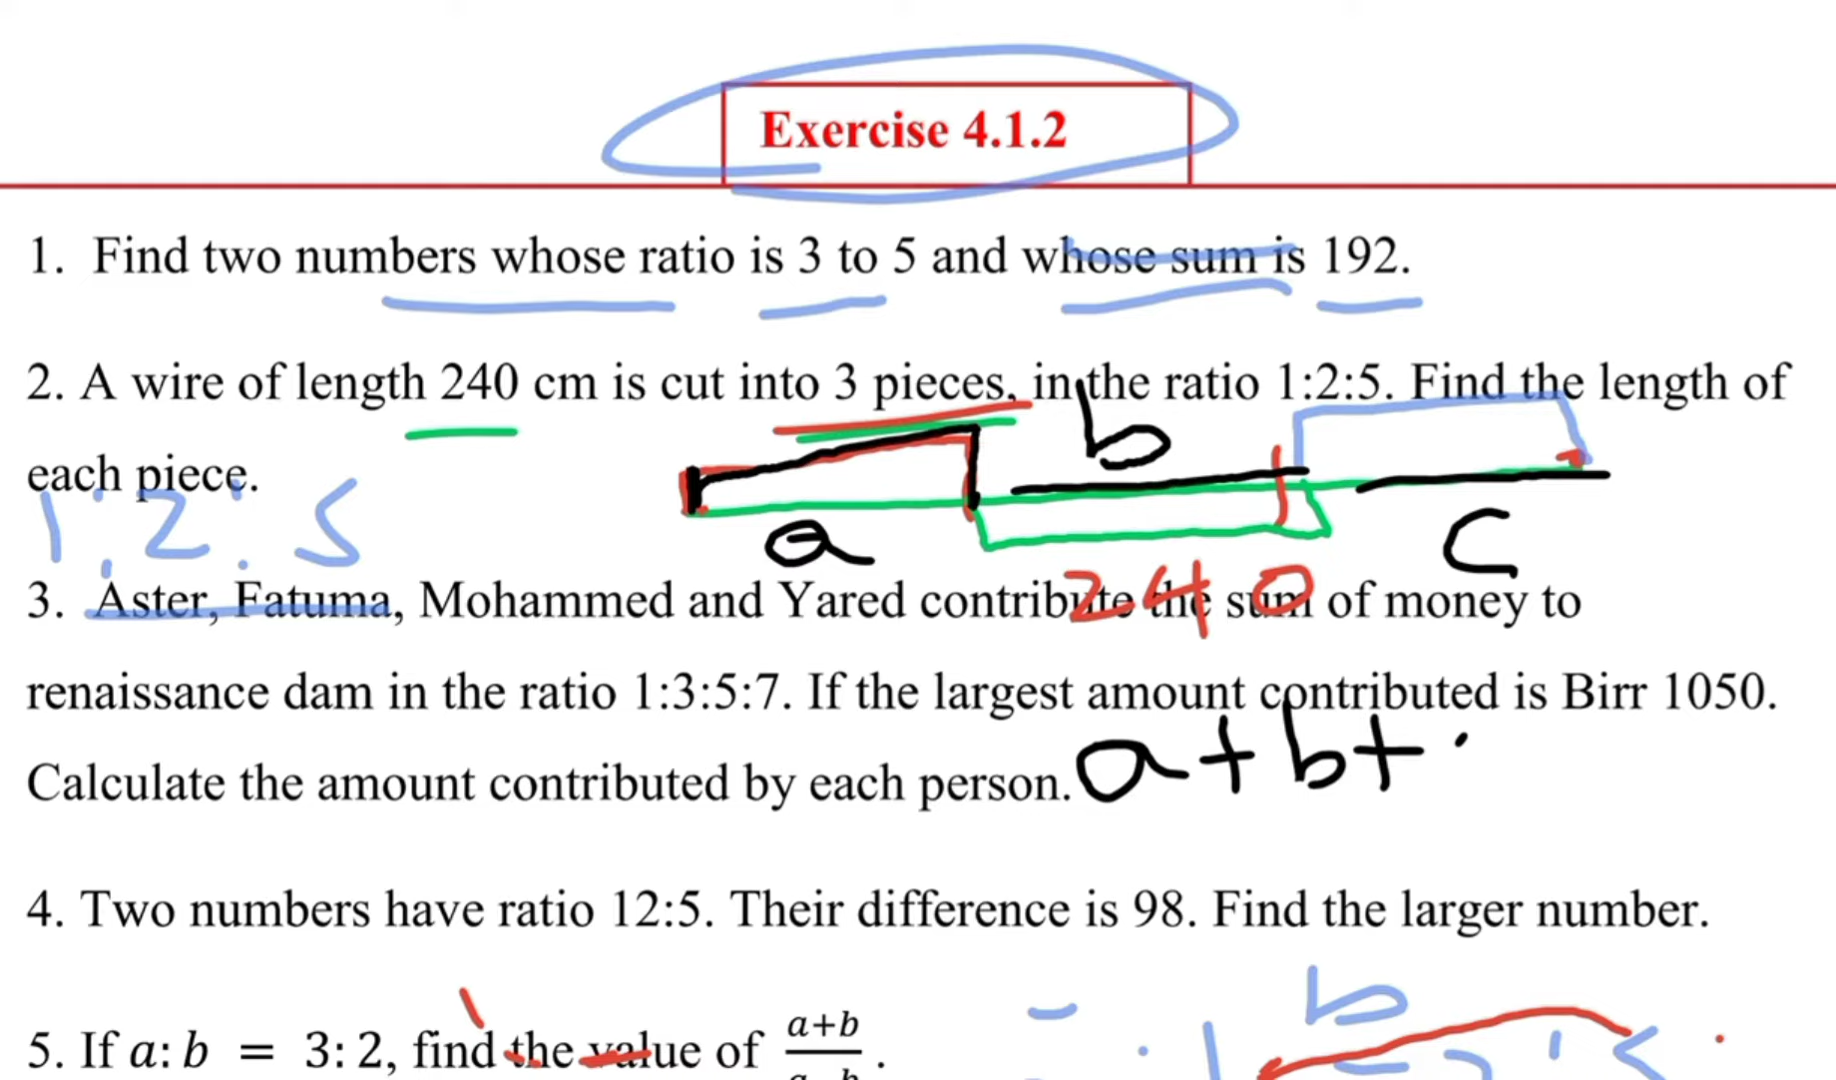 Exercise 4.1.2
1. Find two numbers whose ratio is 3 to 5 and whose sum is 192.
2. A wire of length 240 cm is cut into 3 pieces, in the ratio 1:2:5. Find the length of
b
each piece.
1:2:5
a
c
240
3. Aster, Fatuma, Mohammed and Yared contribute the sum of money to
renaissance dam in the ratio 1:3:5:7. If the largest amount contributed is Birr 1050.
Calculate the amount contributed by each person.
a+b+
4. Two numbers have ratio 12:5. Their difference is 98. Find the larger number.
b
5. If a: b = 3: 2, find the value of a+b